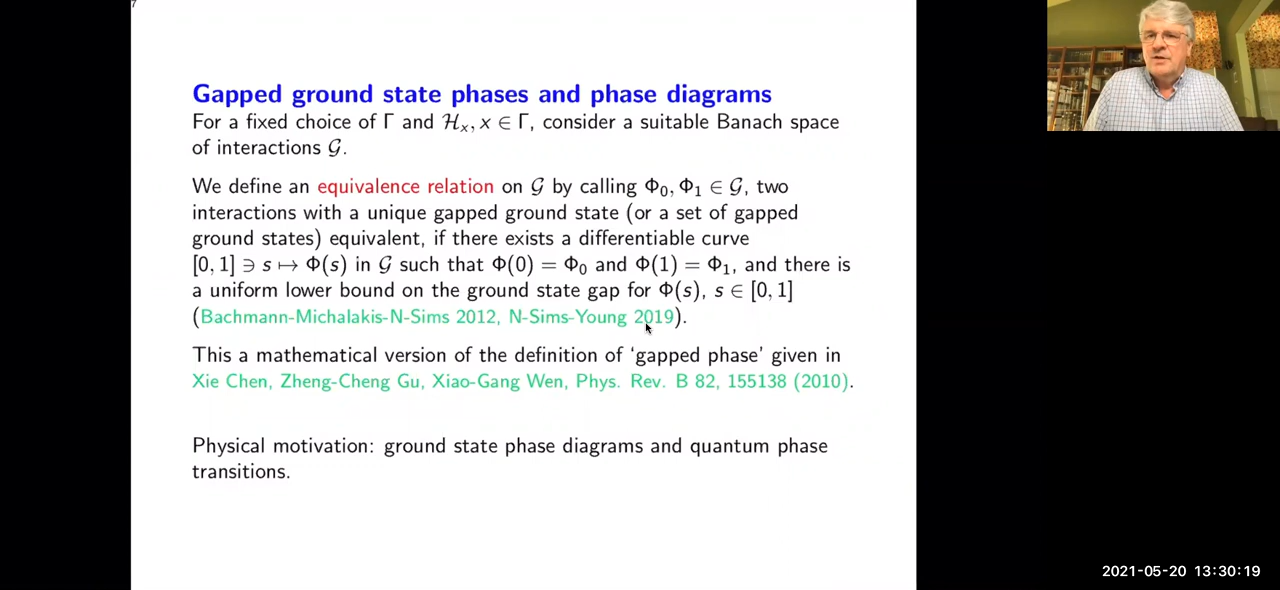 7
Gapped ground state phases and phase diagrams
For a fixed choice of Γ and ℋₓ, x ∈ Γ, consider a suitable Banach space
of interactions 𝒢.
We define an equivalence relation on 𝒢 by calling Φ₀, Φ₁ ∈ 𝒢, two
interactions with a unique gapped ground state (or a set of gapped
ground states) equivalent, if there exists a differentiable curve
[0, 1] ∋ s ↦ Φ(s) in 𝒢 such that Φ(0) = Φ₀ and Φ(1) = Φ₁, and there is
a uniform lower bound on the ground state gap for Φ(s), s ∈ [0, 1]
(Bachmann-Michalakis-N-Sims 2012, N-Sims-Young 2019).
This a mathematical version of the definition of ‘gapped phase’ given in
Xie Chen, Zheng-Cheng Gu, Xiao-Gang Wen, Phys. Rev. B 82, 155138 (2010).
Physical motivation: ground state phase diagrams and quantum phase
transitions.
2021-05-20 13:30:19